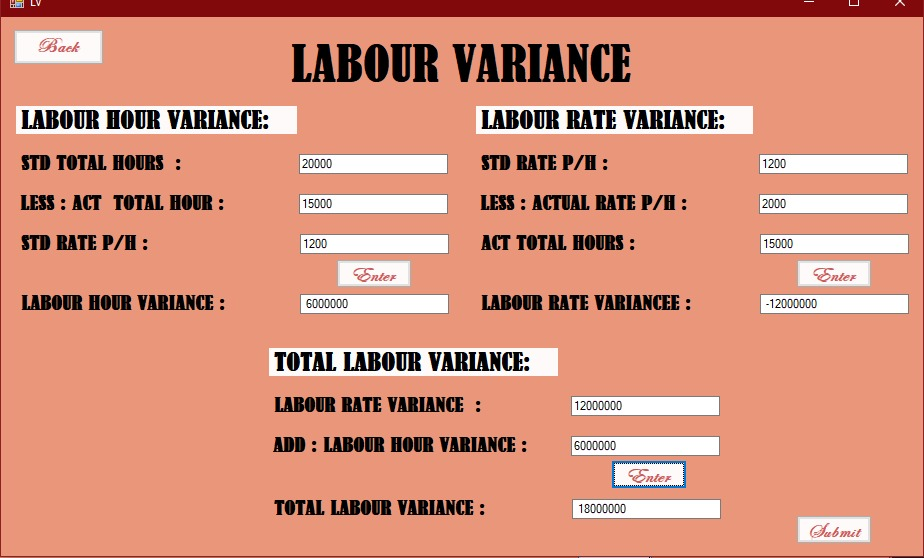 LV
Back
LABOUR VARIANCE
LABOUR HOUR VARIANCE:
STD TOTAL HOURS : 20000
LESS : ACT TOTAL HOUR : 15000
STD RATE P/H : 1200
Enter
LABOUR HOUR VARIANCE : 6000000
LABOUR RATE VARIANCE:
STD RATE P/H : 1200
LESS : ACTUAL RATE P/H : 2000
ACT TOTAL HOURS : 15000
Enter
LABOUR RATE VARIANCEE : -12000000
TOTAL LABOUR VARIANCE:
LABOUR RATE VARIANCE : 12000000
ADD : LABOUR HOUR VARIANCE : 6000000
Enter
TOTAL LABOUR VARIANCE : 18000000
Submit